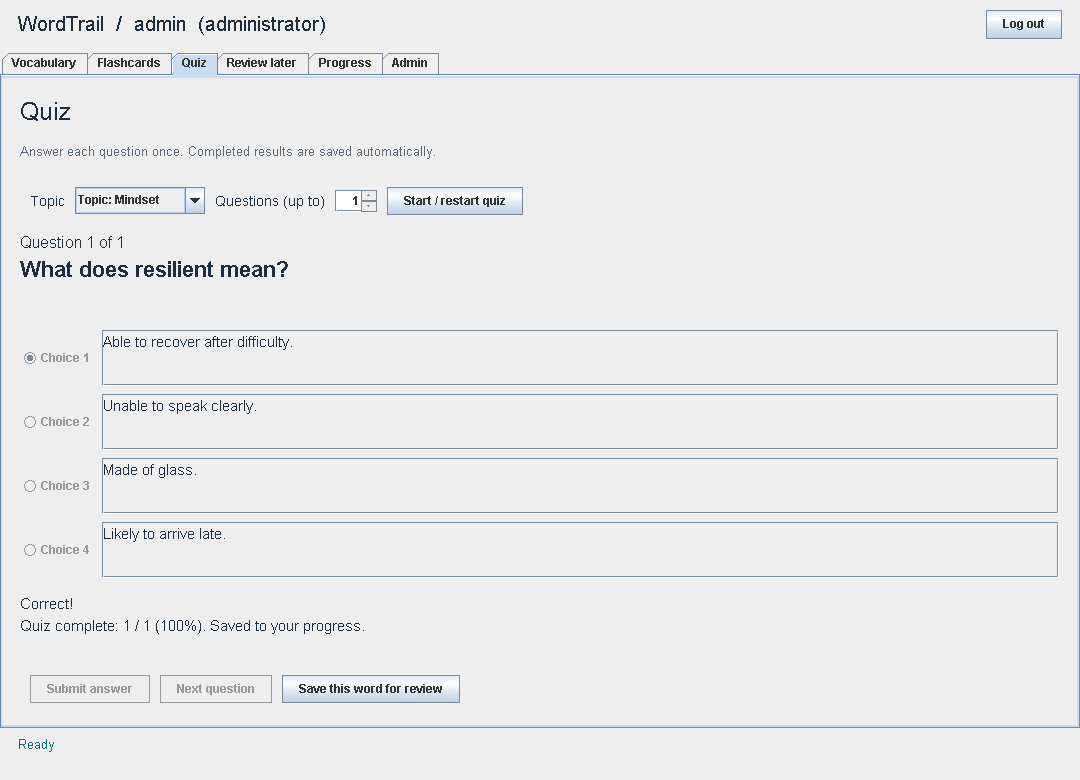 WordTrail / admin (administrator)
Log out
Vocabulary Flashcards Quiz Review later Progress Admin
Quiz
Answer each question once. Completed results are saved automatically.
Topic Topic: Mindset Questions (up to) 1 Start / restart quiz
Question 1 of 1
What does resilient mean?
Choice 1 Able to recover after difficulty.
Choice 2 Unable to speak clearly.
Choice 3 Made of glass.
Choice 4 Likely to arrive late.
Correct!
Quiz complete: 1 / 1 (100%). Saved to your progress.
Submit answer Next question Save this word for review
Ready